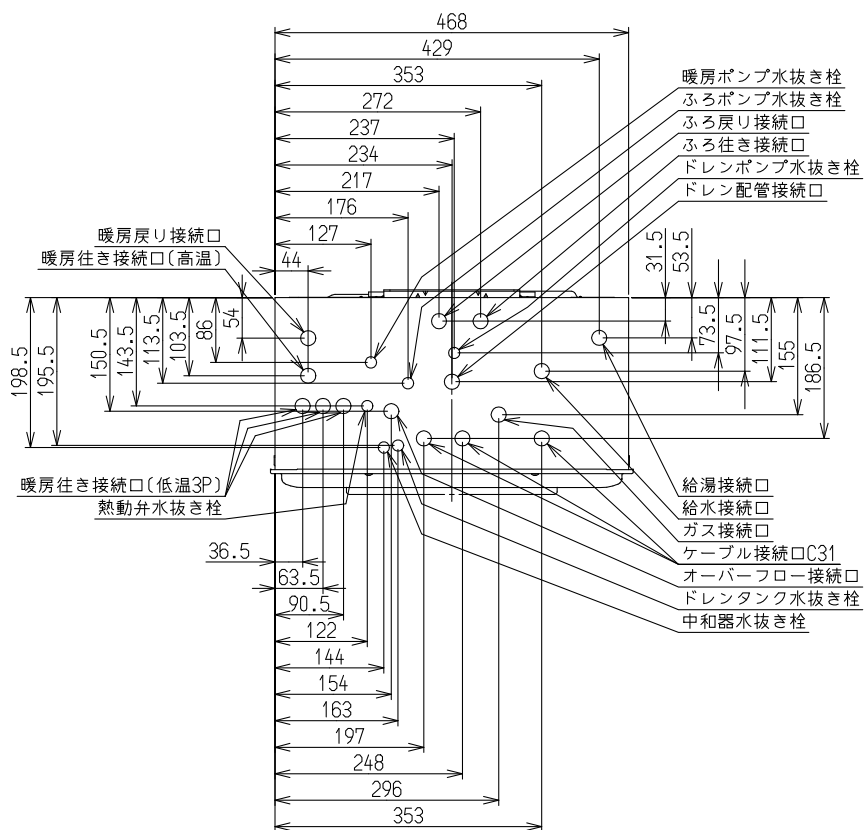 468
429
353
272
237
234
217
176
127
44
暖房ポンプ水抜き栓
ふろポンプ水抜き栓
ふろ戻り接続口
ふろ往き接続口
ドレンポンプ水抜き栓
ドレン配管接続口
暖房戻り接続口
暖房往き接続口(高温)
198.5
195.5
150.5
143.5
113.5
103.5
86
54
31.5
53.5
73.5
97.5
111.5
155
186.5
暖房往き接続口(低温3P)
熱動弁水抜き栓
給湯接続口
給水接続口
ガス接続口
ケーブル接続口C31
オーバーフロー接続口
ドレンタンク水抜き栓
中和器水抜き栓
36.5
63.5
90.5
122
144
154
163
197
248
296
353